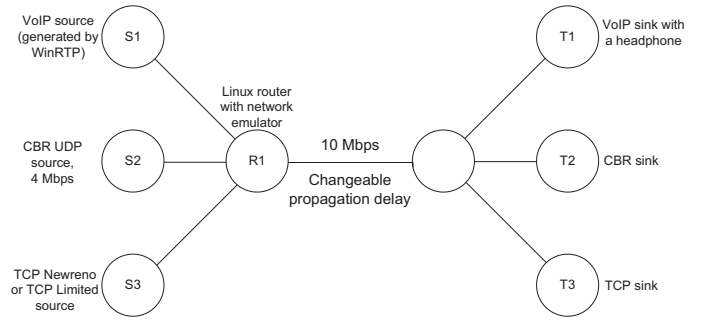 VoIP source
(generated by
WinRTP)
S1
T1
VoIP sink with
a headphone
Linux router
with network
emulator
CBR UDP
source,
4 Mbps
S2
R1
10 Mbps
Changeable
propagation delay
T2
CBR sink
TCP Newreno
or TCP Limited
source
S3
T3
TCP sink